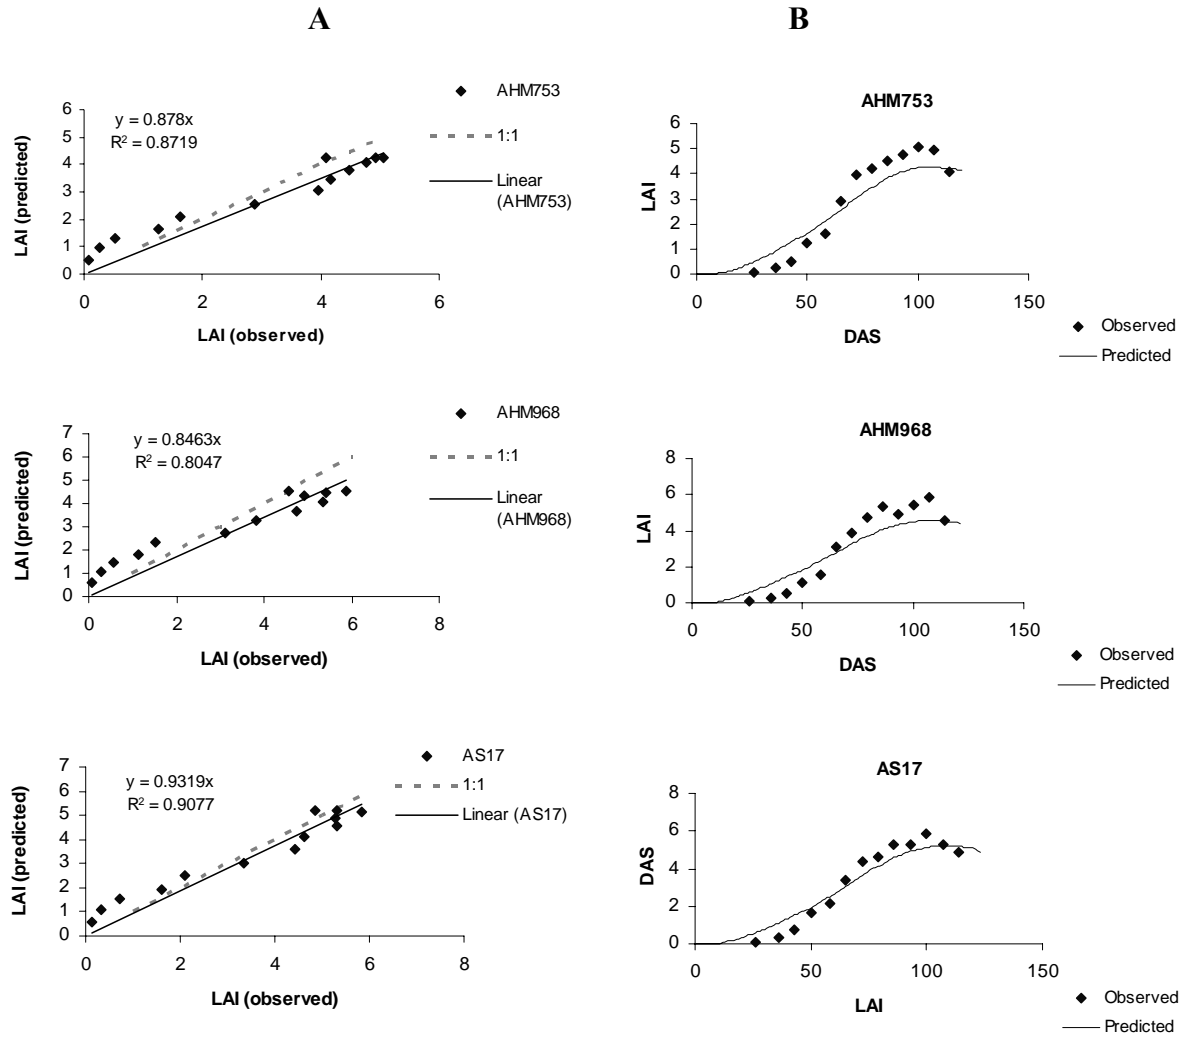 A
B
AHM753
1:1
Linear
(AHM753)
y = 0.878x
R² = 0.8719
6
5
4
3
2
1
0
0 2 4 6
LAI (predicted)
LAI (observed)
AHM753
6
5
4
3
2
1
0
0 50 100 150
LAI
DAS
Observed
Predicted
AHM968
1:1
Linear
(AHM968)
y = 0.8463x
R² = 0.8047
7
6
5
4
3
2
1
0
0 2 4 6 8
LAI (predicted)
LAI (observed)
AHM968
8
6
4
2
0
0 50 100 150
LAI
DAS
Observed
Predicted
AS17
1:1
Linear (AS17)
y = 0.9319x
R² = 0.9077
7
6
5
4
3
2
1
0
0 2 4 6 8
LAI (predicted)
LAI (observed)
AS17
8
6
4
2
0
0 50 100 150
DAS
LAI
Observed
Predicted